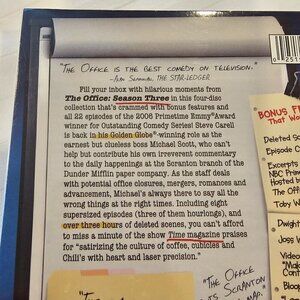 "THE OFFICE IS THE BEST COMEDY ON TELEVISION."
THE STAR-LEDGER
Fill your inbox with hilarious moments from
The Office: Season Three in this four-disc
collection that's crammed with bonus features and
all 22 episodes of the 2006 Primetime Emmy® Award
winner for Outstanding Comedy Series! Steve Carell
is back in his Golden Globe®-winning role as the
earnest but clueless boss Michael Scott, who can't
help but contribute his own irreverent commentary
to the daily happenings at the Scranton branch of the
Dunder Mifflin paper company. As the staff deals
with potential office closures, mergers, romances and
advancement, Michael's always there to say all the
wrong things at the right times. Including eight
supersized episodes (three of them hourlongs), and
over three hours of deleted scenes, you can't afford
to miss a minute of the show Time magazine praises
for "satirizing the culture of coffee, cubicles and
Chili's with heart and laser precision."
"THE OFFICE
ITS
SCRANTON
MAP.
0251
BONUS
That Wo
Deleted
Episode C
Excerpts
NBC Prim
Hosted b
The Offi
Toby W
Dwight
Joss W
Video
"Mak
Cont
Bloop